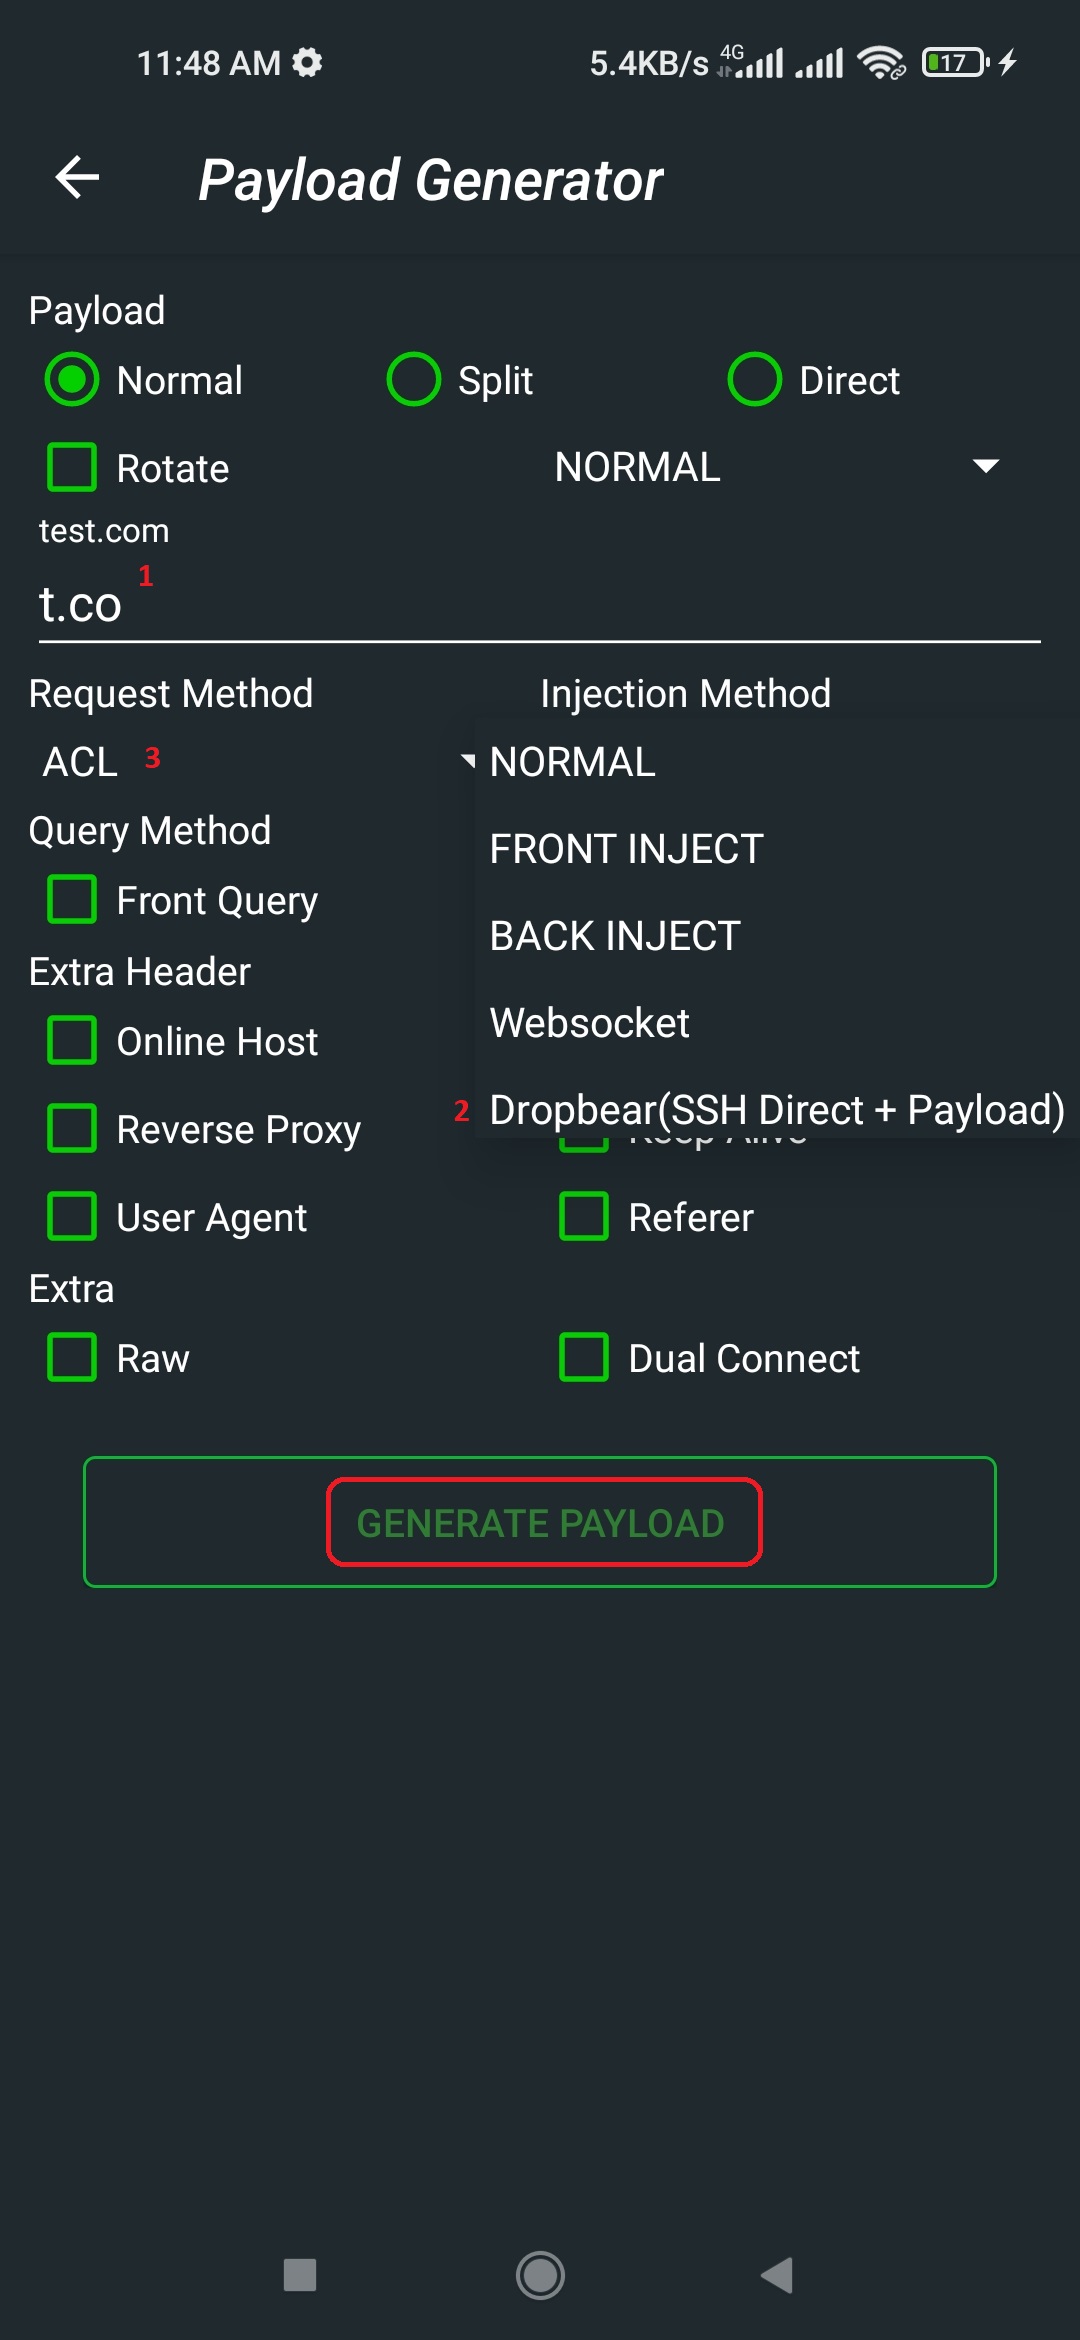 11:48 AM 5.4KB/s 4G 17
Payload Generator
Payload
Normal Split Direct
Rotate NORMAL
test.com
t.co 1
Request Method Injection Method
ACL 3 NORMAL
Query Method
FRONT INJECT
Front Query
BACK INJECT
Extra Header
Online Host Websocket
2 Dropbear(SSH Direct + Payload)
Reverse Proxy Keep Alive
User Agent Referer
Extra
Raw Dual Connect
GENERATE PAYLOAD